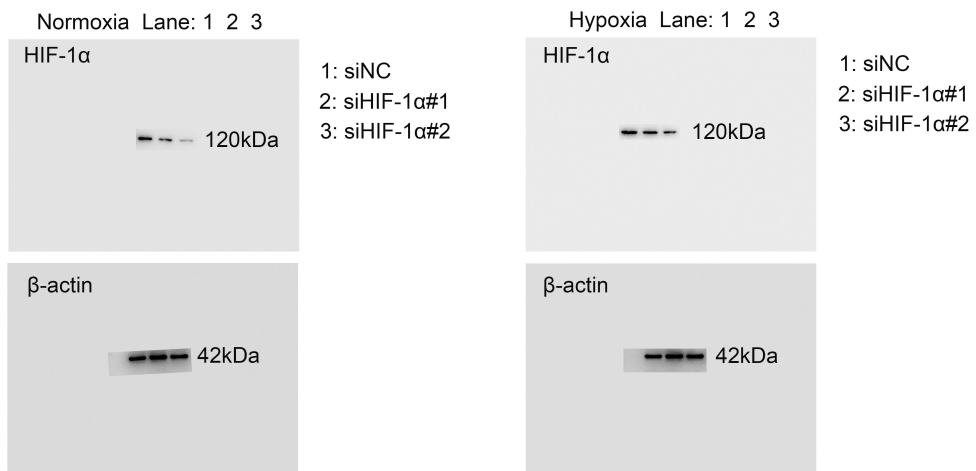 Normoxia Lane: 1 2 3
HIF-1α
120kDa
1: siNC
2: siHIF-1α#1
3: siHIF-1α#2
β-actin
42kDa
Hypoxia Lane: 1 2 3
HIF-1α
120kDa
1: siNC
2: siHIF-1α#1
3: siHIF-1α#2
β-actin
42kDa